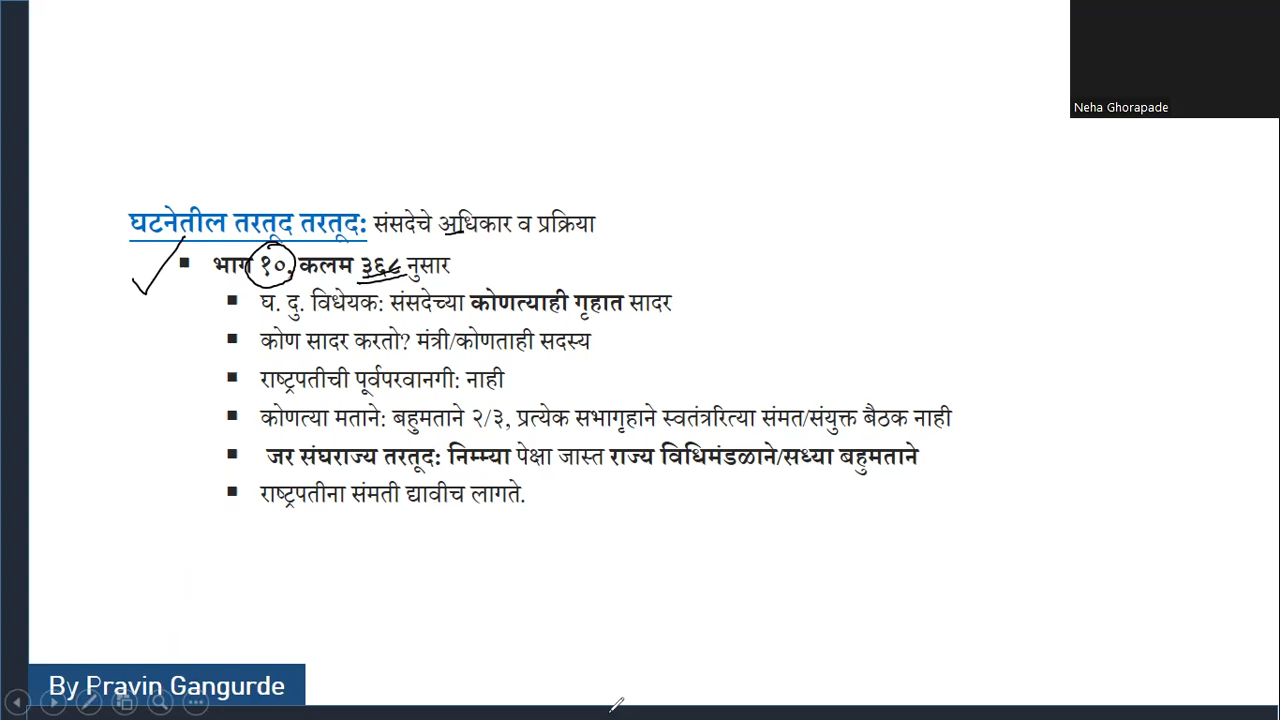 Neha Ghorapade
घटनेतील तरतूद तरतूद: संसदेचे अधिकार व प्रक्रिया
भाग १०, कलम ३६८ नुसार
घ. दु. विधेयक: संसदेच्या कोणत्याही गृहात सादर
कोण सादर करतो? मंत्री/कोणताही सदस्य
राष्ट्रपतीची पूर्वपरवानगी: नाही
कोणत्या मताने: बहुमताने २/३, प्रत्येक सभागृहाने स्वतंत्ररित्या संमत/संयुक्त बैठक नाही
जर संघराज्य तरतूद: निम्म्या पेक्षा जास्त राज्य विधिमंडळाने/सध्या बहुमताने
राष्ट्रपतीना संमती द्यावीच लागते.
By Pravin Gangurde